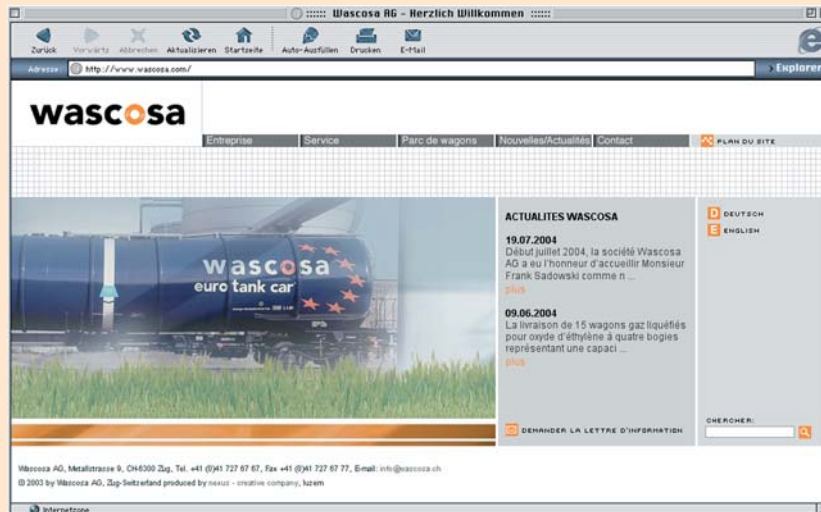 :::::: Wascosa AG - Herzlich Willkommen ::::::
Zurück Vorwärts Abbrechen Aktualisieren Startseite Auto-Ausfüllen Drucken E-Mail
Adresse: http://www.wascosa.com/ › Explorer
wascosa
Entreprise Service Parc de wagons Nouvelles/Actualités Contact PLAN DU SITE
wascosa
euro tank car
ACTUALITES WASCOSA
19.07.2004
Début juillet 2004, la société Wascosa
AG a eu l'honneur d'accueillir Monsieur
Frank Sadowski comme n ...
plus
09.06.2004
La livraison de 15 wagons gaz liquéfiés
pour oxyde d'éthylène à quatre bogies
représentant une capaci ...
plus
DEMANDER LA LETTRE D'INFORMATION
D DEUTSCH
E ENGLISH
CHERCHER:
Wascosa AG, Metallstrasse 9, CH-6300 Zug, Tel. +41 (0)41 727 67 67, Fax +41 (0)41 727 67 77, E-mail: info@wascosa.ch
© 2003 by Wascosa AG, Zug-Switzerland produced by nexus - creative company, luzern
Internetzone